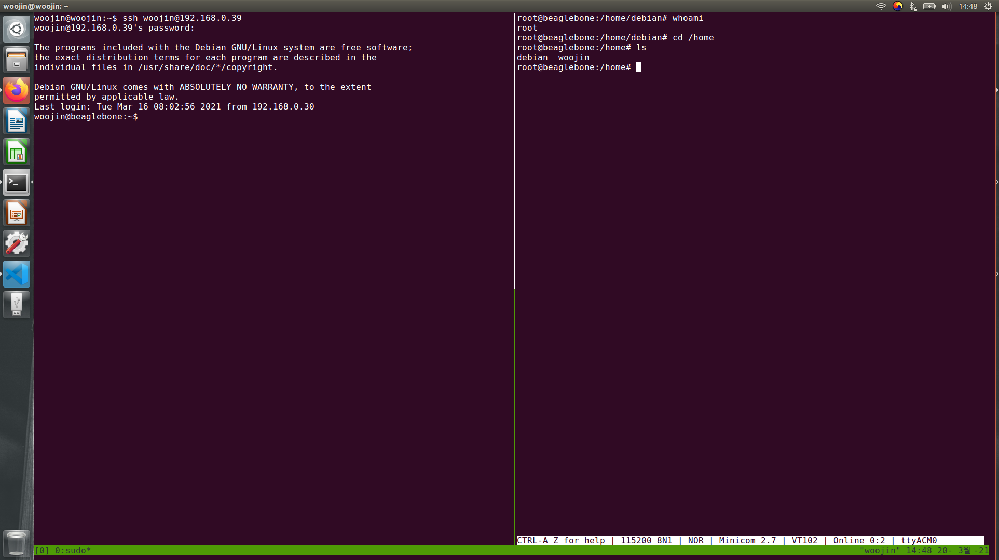 woojin@woojin: ~
14:48
woojin@woojin:~$ ssh woojin@192.168.0.39
woojin@192.168.0.39's password:
The programs included with the Debian GNU/Linux system are free software;
the exact distribution terms for each program are described in the
individual files in /usr/share/doc/*/copyright.
Debian GNU/Linux comes with ABSOLUTELY NO WARRANTY, to the extent
permitted by applicable law.
Last login: Tue Mar 16 08:02:56 2021 from 192.168.0.30
woojin@beaglebone:~$
root@beaglebone:/home/debian# whoami
root
root@beaglebone:/home/debian# cd /home
root@beaglebone:/home# ls
debian  woojin
root@beaglebone:/home#
CTRL-A Z for help | 115200 8N1 | NOR | Minicom 2.7 | VT102 | Online 0:2 | ttyACM0
[0] 0:sudo*
"woojin" 14:48 20- 3월 -21